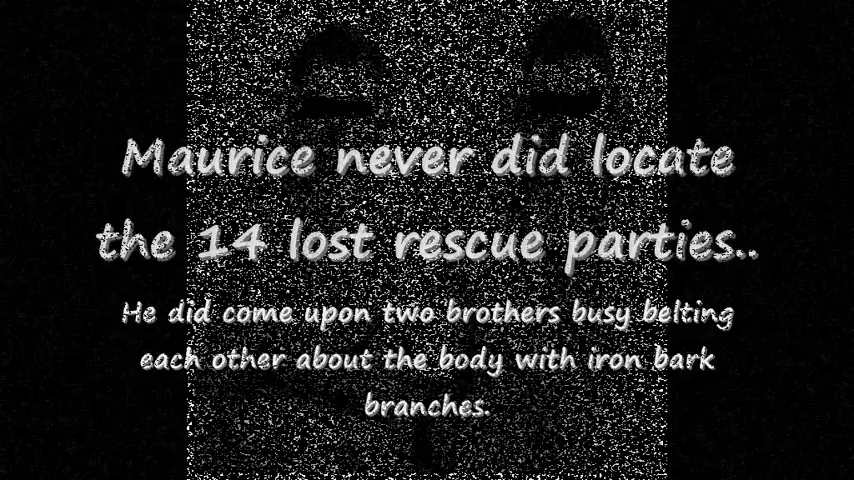 Maurice never did locate
the 14 lost rescue parties..
He did come upon two brothers busy belting
each other about the body with iron bark
branches.